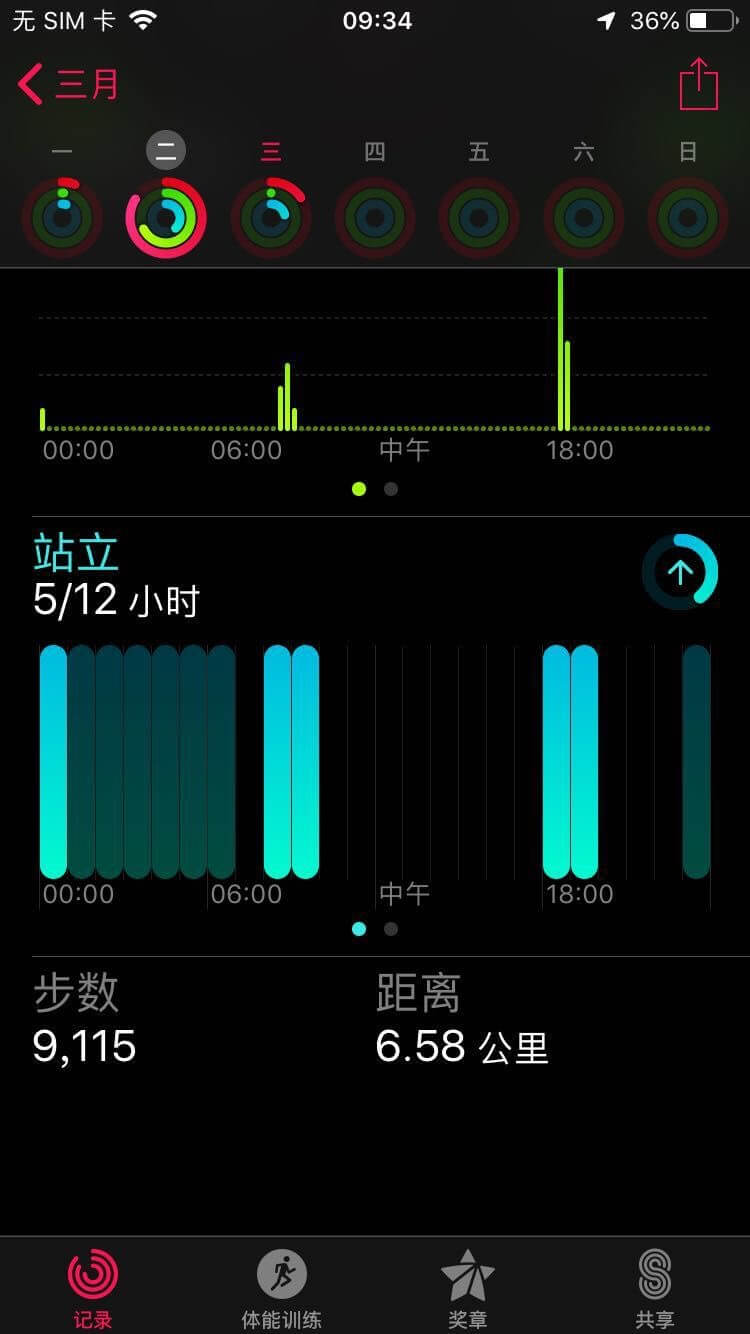 无 SIM 卡 09:34 36%
三月
一 二 三 四 五 六 日
00:00 06:00 中午 18:00
站立
5/12 小时
00:00 06:00 中午 18:00
步数 距离
9,115 6.58 公里
记录 体能训练 奖章 共享